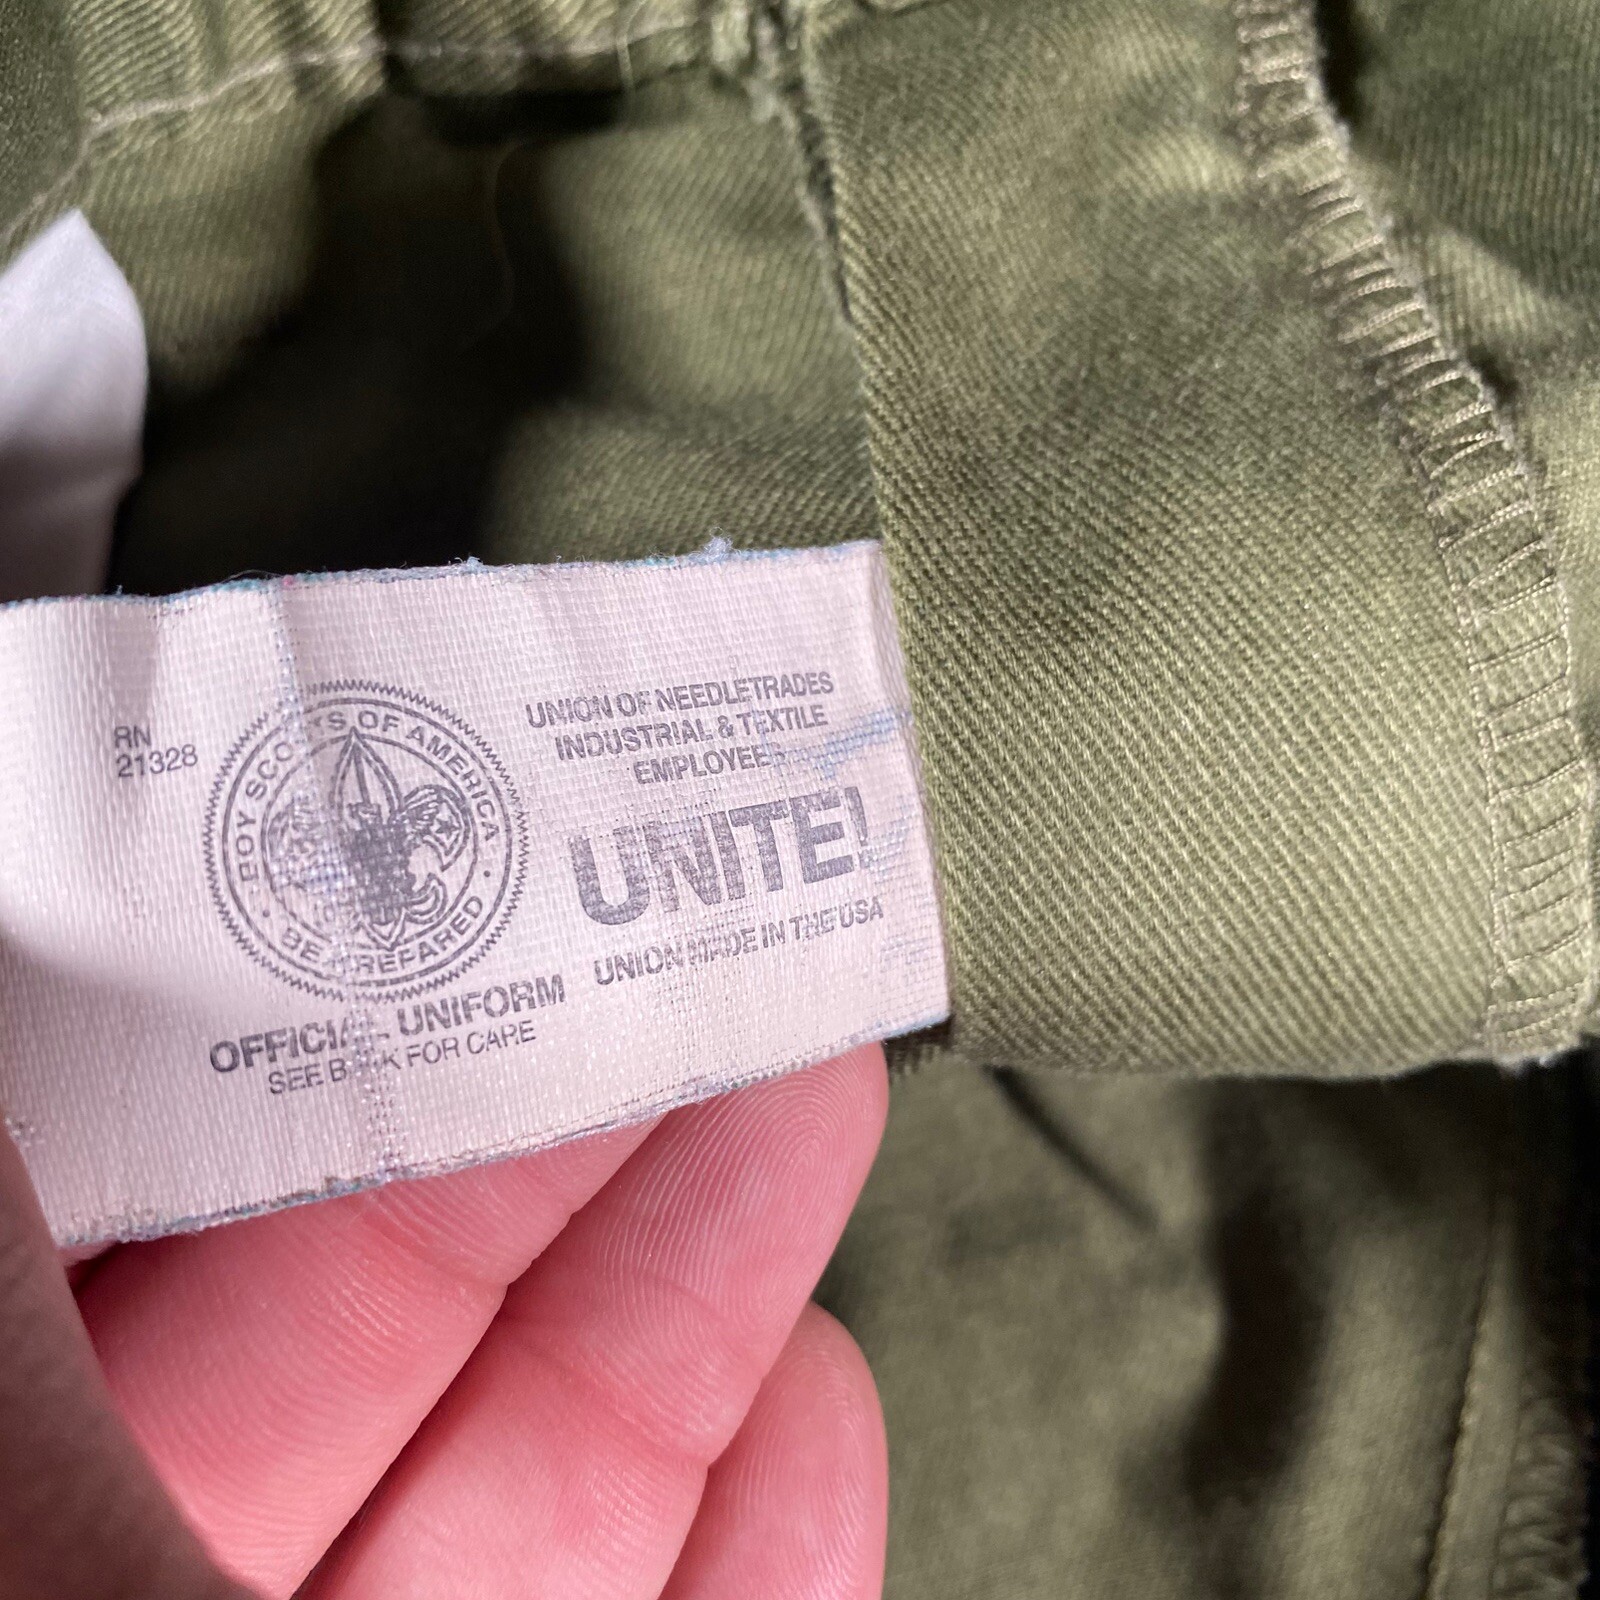 RN
21328
BOY SCOUTS OF AMERICA
BE PREPARED
OFFICIAL UNIFORM
SEE BACK FOR CARE
UNION OF NEEDLETRADES
INDUSTRIAL & TEXTILE
EMPLOYEES
UNITE!
UNION MADE IN THE USA